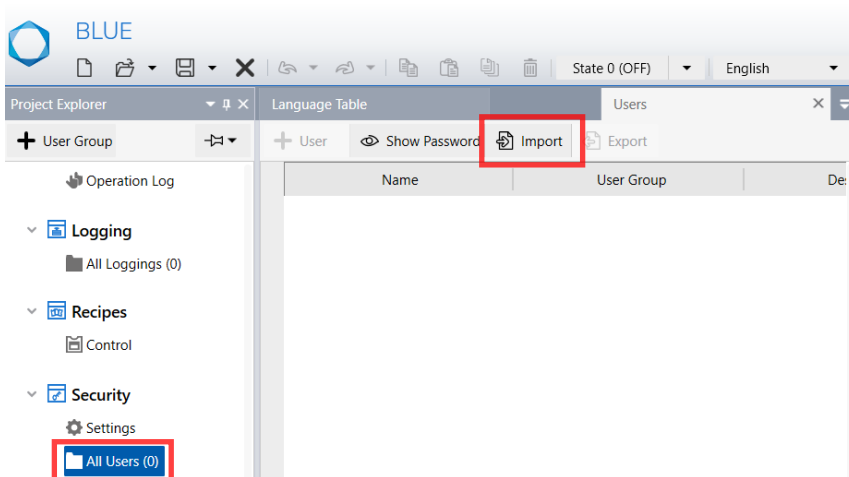 BLUE
State 0 (OFF) English
Project Explorer Language Table Users
User Group User Show Password Import Export
Name User Group
Operation Log
Logging
All Loggings (0)
Recipes
Control
Security
Settings
All Users (0)